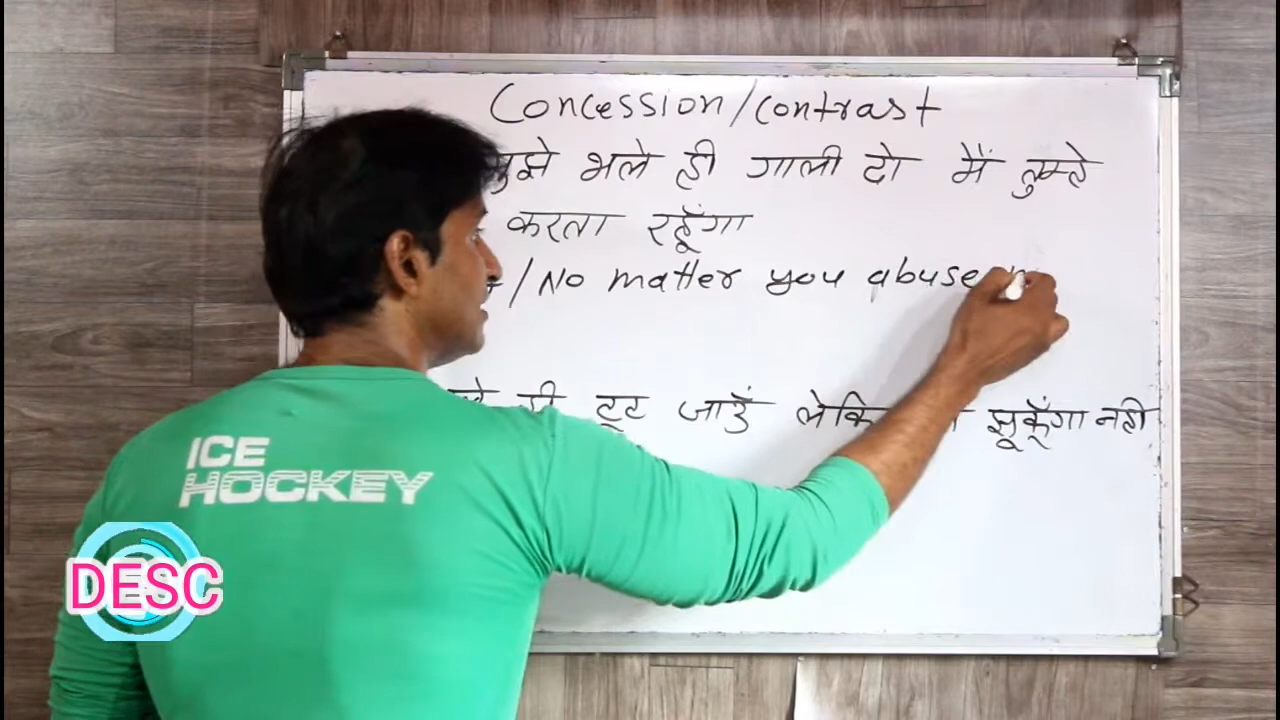 Concession/contrast
मुझे भले ही गाली दो मैं तुम्हे
करता रहूँगा
/ No matter you abuse
ही टूट जाउँ झूकूँगा नही
ICE
HOCKEY
DESC